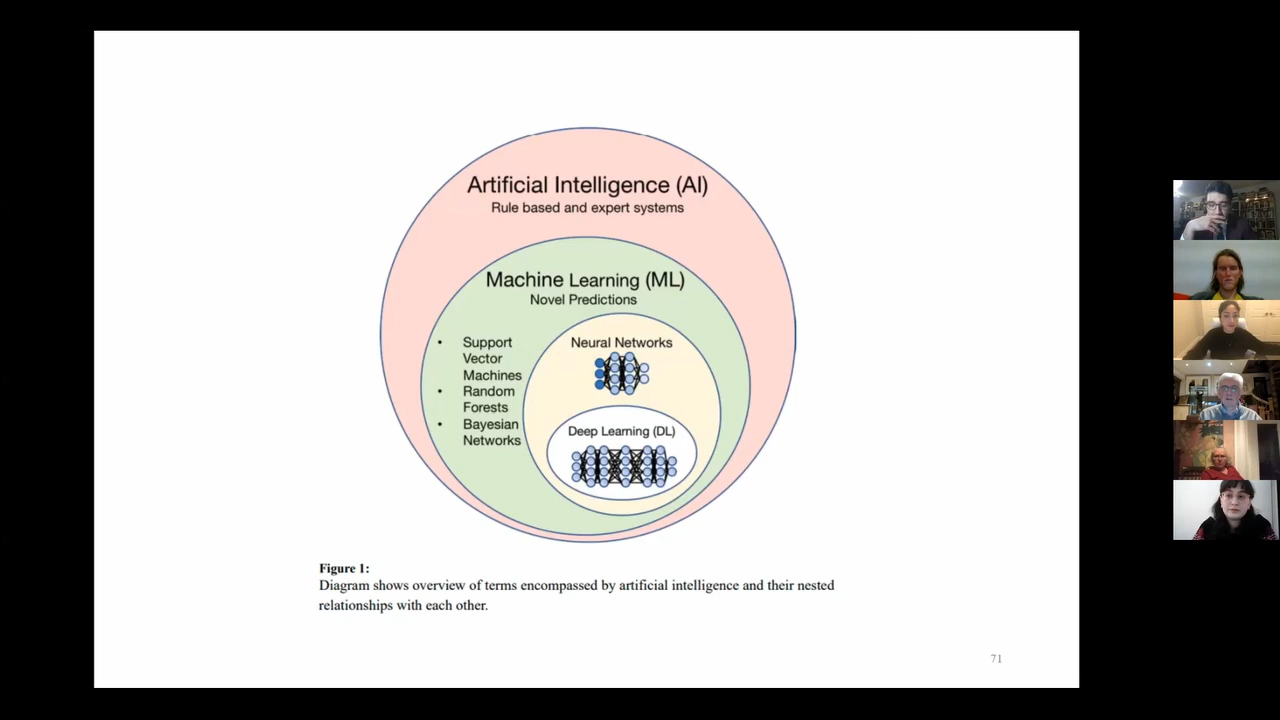 Artificial Intelligence (AI)
Rule based and expert systems
Machine Learning (ML)
Novel Predictions
• Support
Vector
Machines
• Random
Forests
• Bayesian
Networks
Neural Networks
Deep Learning (DL)
Figure 1:
Diagram shows overview of terms encompassed by artificial intelligence and their nested
relationships with each other.
71